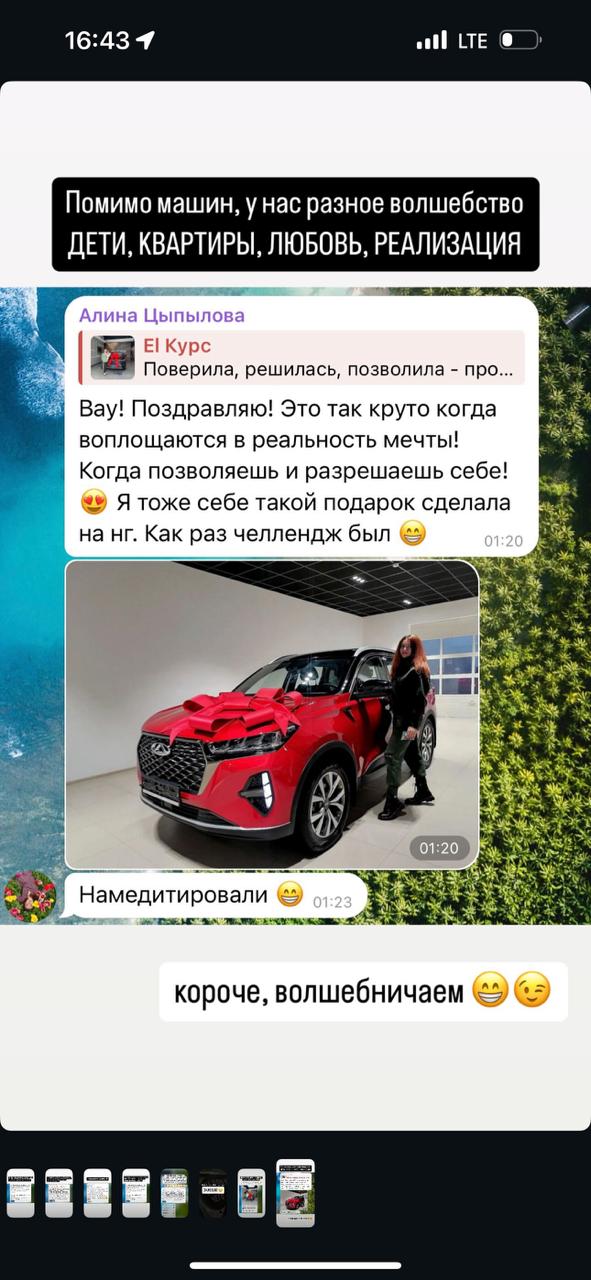 16:43
LTE
Помимо машин, у нас разное волшебство
ДЕТИ, КВАРТИРЫ, ЛЮБОВЬ, РЕАЛИЗАЦИЯ
Алина Цыпылова
El Курс
Поверила, решилась, позволила - про...
Вау! Поздравляю! Это так круто когда
воплощаются в реальность мечты!
Когда позволяешь и разрешаешь себе!
😍 Я тоже себе такой подарок сделала
на нг. Как раз челлендж был 😁
01:20
01:20
Намедитировали 😁
01:23
короче, волшебничаем 😁😉